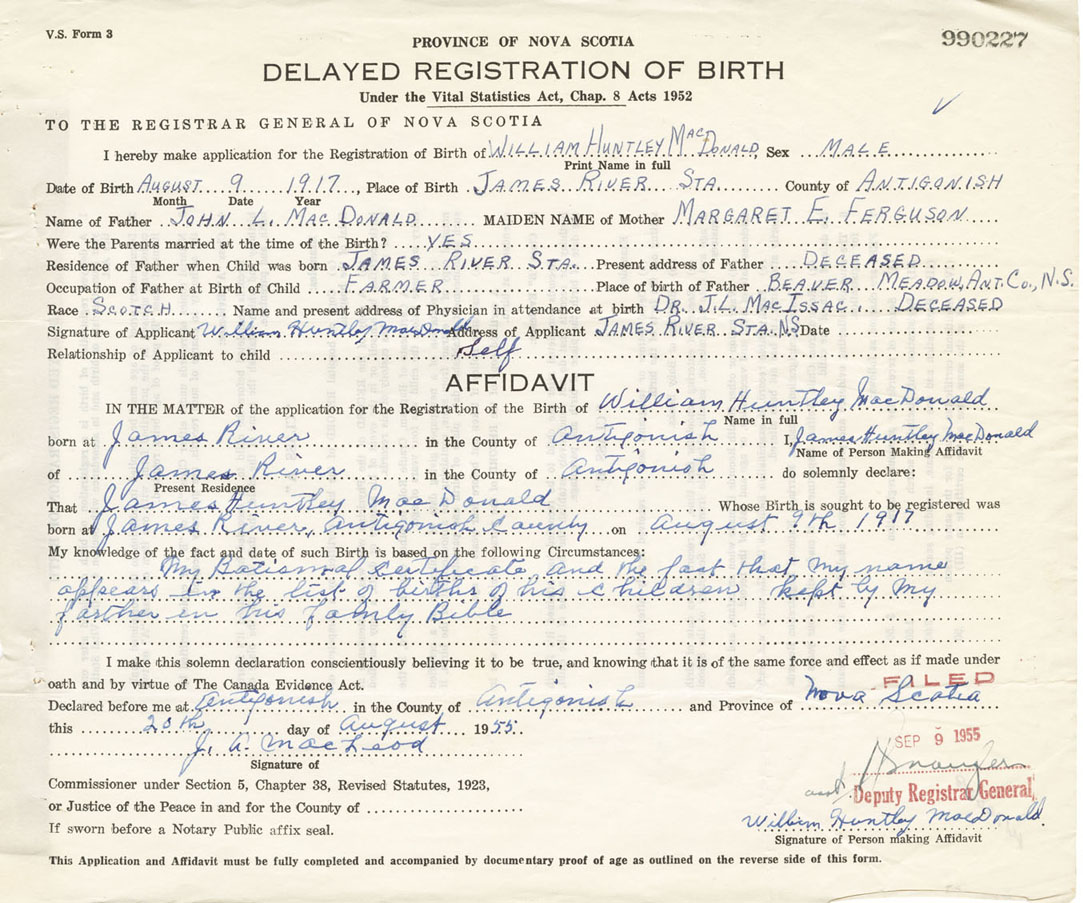 V.S. Form 3
PROVINCE OF NOVA SCOTIA
990227
DELAYED REGISTRATION OF BIRTH
Under the Vital Statistics Act, Chap. 8 Acts 1952
TO THE REGISTRAR GENERAL OF NOVA SCOTIA
I hereby make application for the Registration of Birth of WILLIAM HUNTLEY MACDONALD, Sex MALE
Print Name in full
Date of Birth AUGUST 9 1917, Place of Birth JAMES RIVER STA. County of ANTIGONISH
Month Date Year
Name of Father JOHN L. MACDONALD MAIDEN NAME of Mother MARGARET E. FERGUSON
Were the Parents married at the time of the Birth? YES
Residence of Father when Child was born JAMES RIVER STA. Present address of Father DECEASED
Occupation of Father at Birth of Child FARMER Place of birth of Father BEAVER MEADOW, ANT. CO., N.S.
Race SCOTCH Name and present address of Physician in attendance at birth DR. J.L. MACISSAC. DECEASED
Signature of Applicant William Huntley MacDonald Address of Applicant JAMES RIVER STA. NS Date
Relationship of Applicant to child Self
AFFIDAVIT
IN THE MATTER of the application for the Registration of the Birth of William Huntley MacDonald
Name in full
born at James River in the County of Antigonish I, James Huntley MacDonald
Name of Person Making Affidavit
of James River in the County of Antigonish do solemnly declare:
Present Residence
That James Huntley MacDonald Whose Birth is sought to be registered was
born at James River, Antigonish County on August 9th 1917
My knowledge of the fact and date of such Birth is based on the following Circumstances:
My Batismal Certificate and the fact that my name
appears in the list of births of his children kept by my
farther in his family Bible
I make this solemn declaration conscientiously believing it to be true, and knowing that it is of the same force and effect as if made under
oath and by virtue of The Canada Evidence Act.
FILED
Declared before me at Antigonish in the County of Antigonish and Province of Nova Scotia
this 20th day of August 1955
SEP 9 1955
J. A. MacLeod
Signature of
Commissioner under Section 5, Chapter 38, Revised Statutes, 1923,
Deputy Registrar General,
or Justice of the Peace in and for the County of
William Huntley MacDonald.
If sworn before a Notary Public affix seal.
Signature of Person making Affidavit
This Application and Affidavit must be fully completed and accompanied by documentary proof of age as outlined on the reverse side of this form.